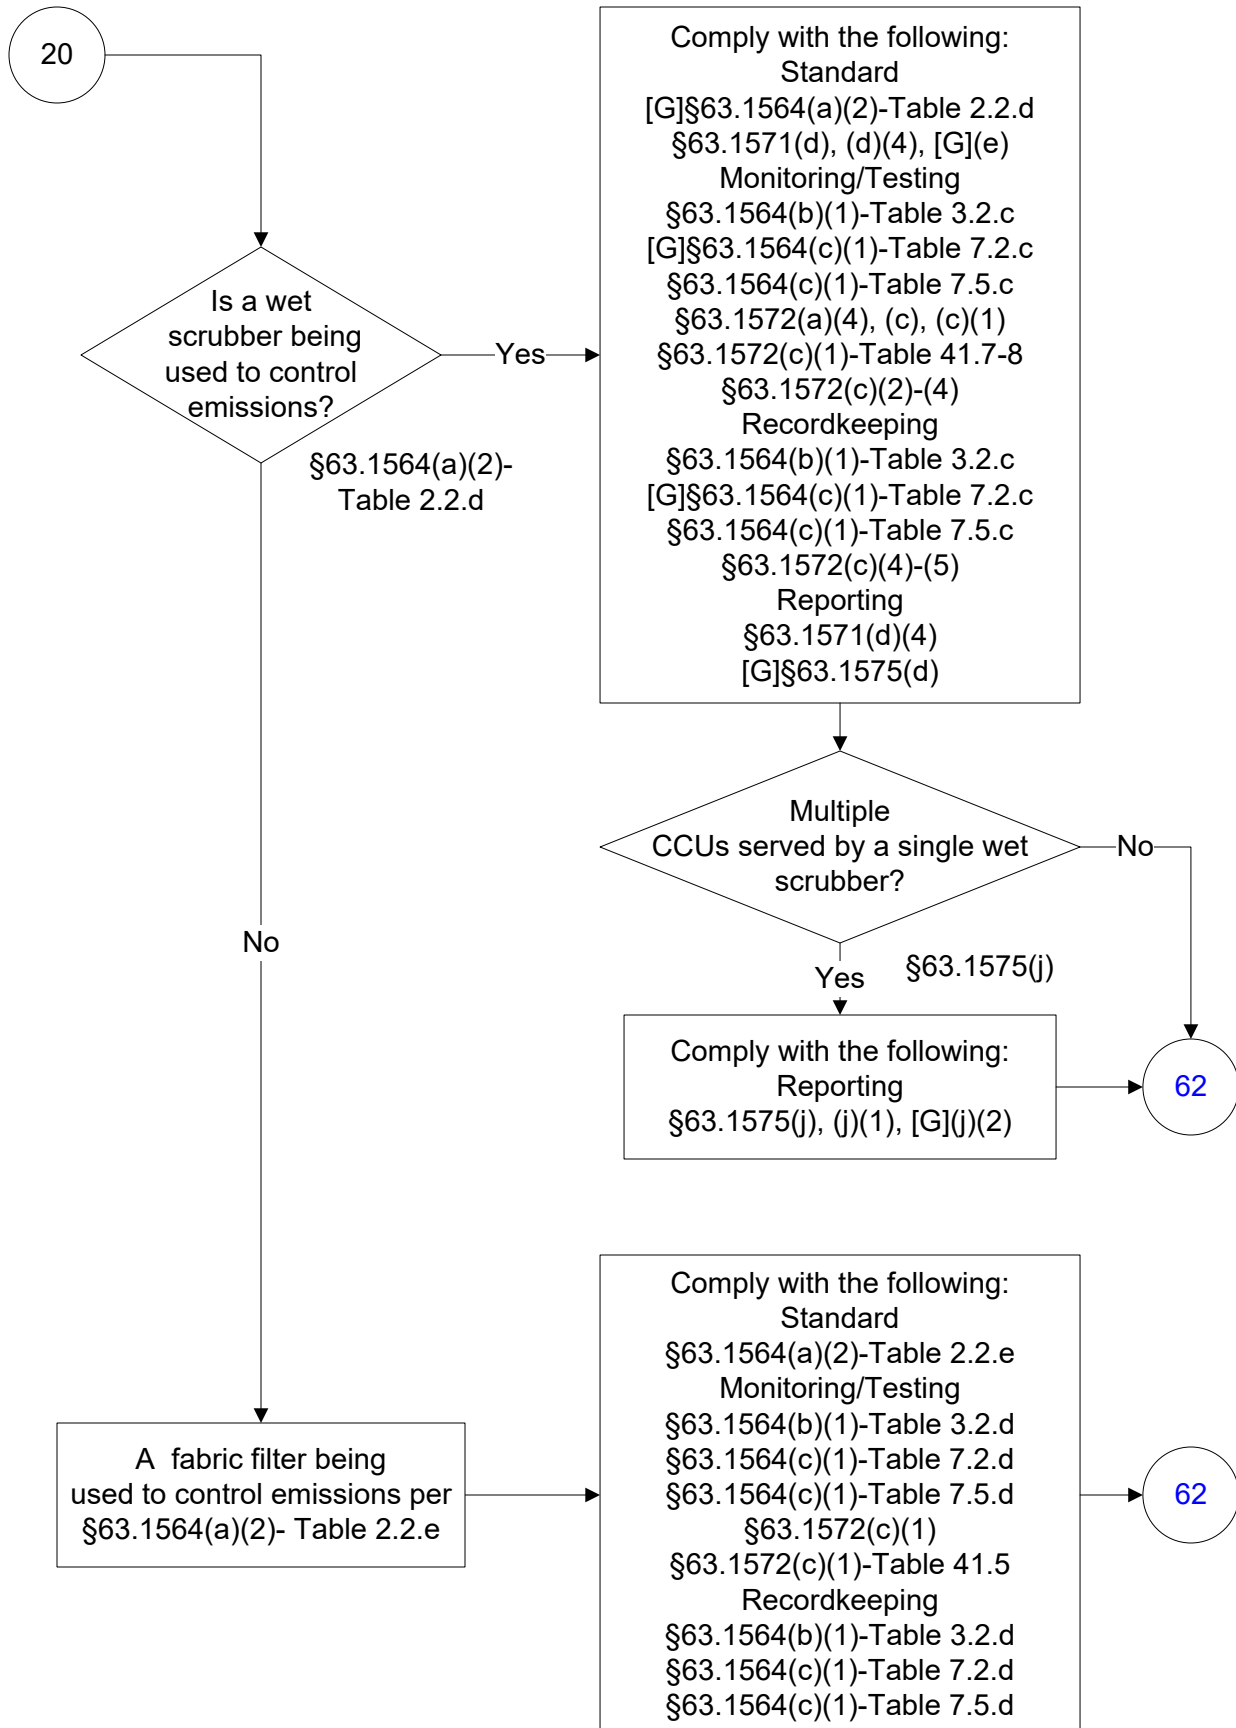 20
Is a wet
scrubber being
used to control
emissions?
Yes
§63.1564(a)(2)-
Table 2.2.d
Comply with the following:
Standard
[G]§63.1564(a)(2)-Table 2.2.d
§63.1571(d), (d)(4), [G](e)
Monitoring/Testing
§63.1564(b)(1)-Table 3.2.c
[G]§63.1564(c)(1)-Table 7.2.c
§63.1564(c)(1)-Table 7.5.c
§63.1572(a)(4), (c), (c)(1)
§63.1572(c)(1)-Table 41.7-8
§63.1572(c)(2)-(4)
Recordkeeping
§63.1564(b)(1)-Table 3.2.c
[G]§63.1564(c)(1)-Table 7.2.c
§63.1564(c)(1)-Table 7.5.c
§63.1572(c)(4)-(5)
Reporting
§63.1571(d)(4)
[G]§63.1575(d)
Multiple
CCUs served by a single wet
scrubber?
No
Yes
§63.1575(j)
Comply with the following:
Reporting
§63.1575(j), (j)(1), [G](j)(2)
62
No
A  fabric filter being
used to control emissions per
§63.1564(a)(2)- Table 2.2.e
Comply with the following:
Standard
§63.1564(a)(2)-Table 2.2.e
Monitoring/Testing
§63.1564(b)(1)-Table 3.2.d
§63.1564(c)(1)-Table 7.2.d
§63.1564(c)(1)-Table 7.5.d
§63.1572(c)(1)
§63.1572(c)(1)-Table 41.5
Recordkeeping
§63.1564(b)(1)-Table 3.2.d
§63.1564(c)(1)-Table 7.2.d
§63.1564(c)(1)-Table 7.5.d
62